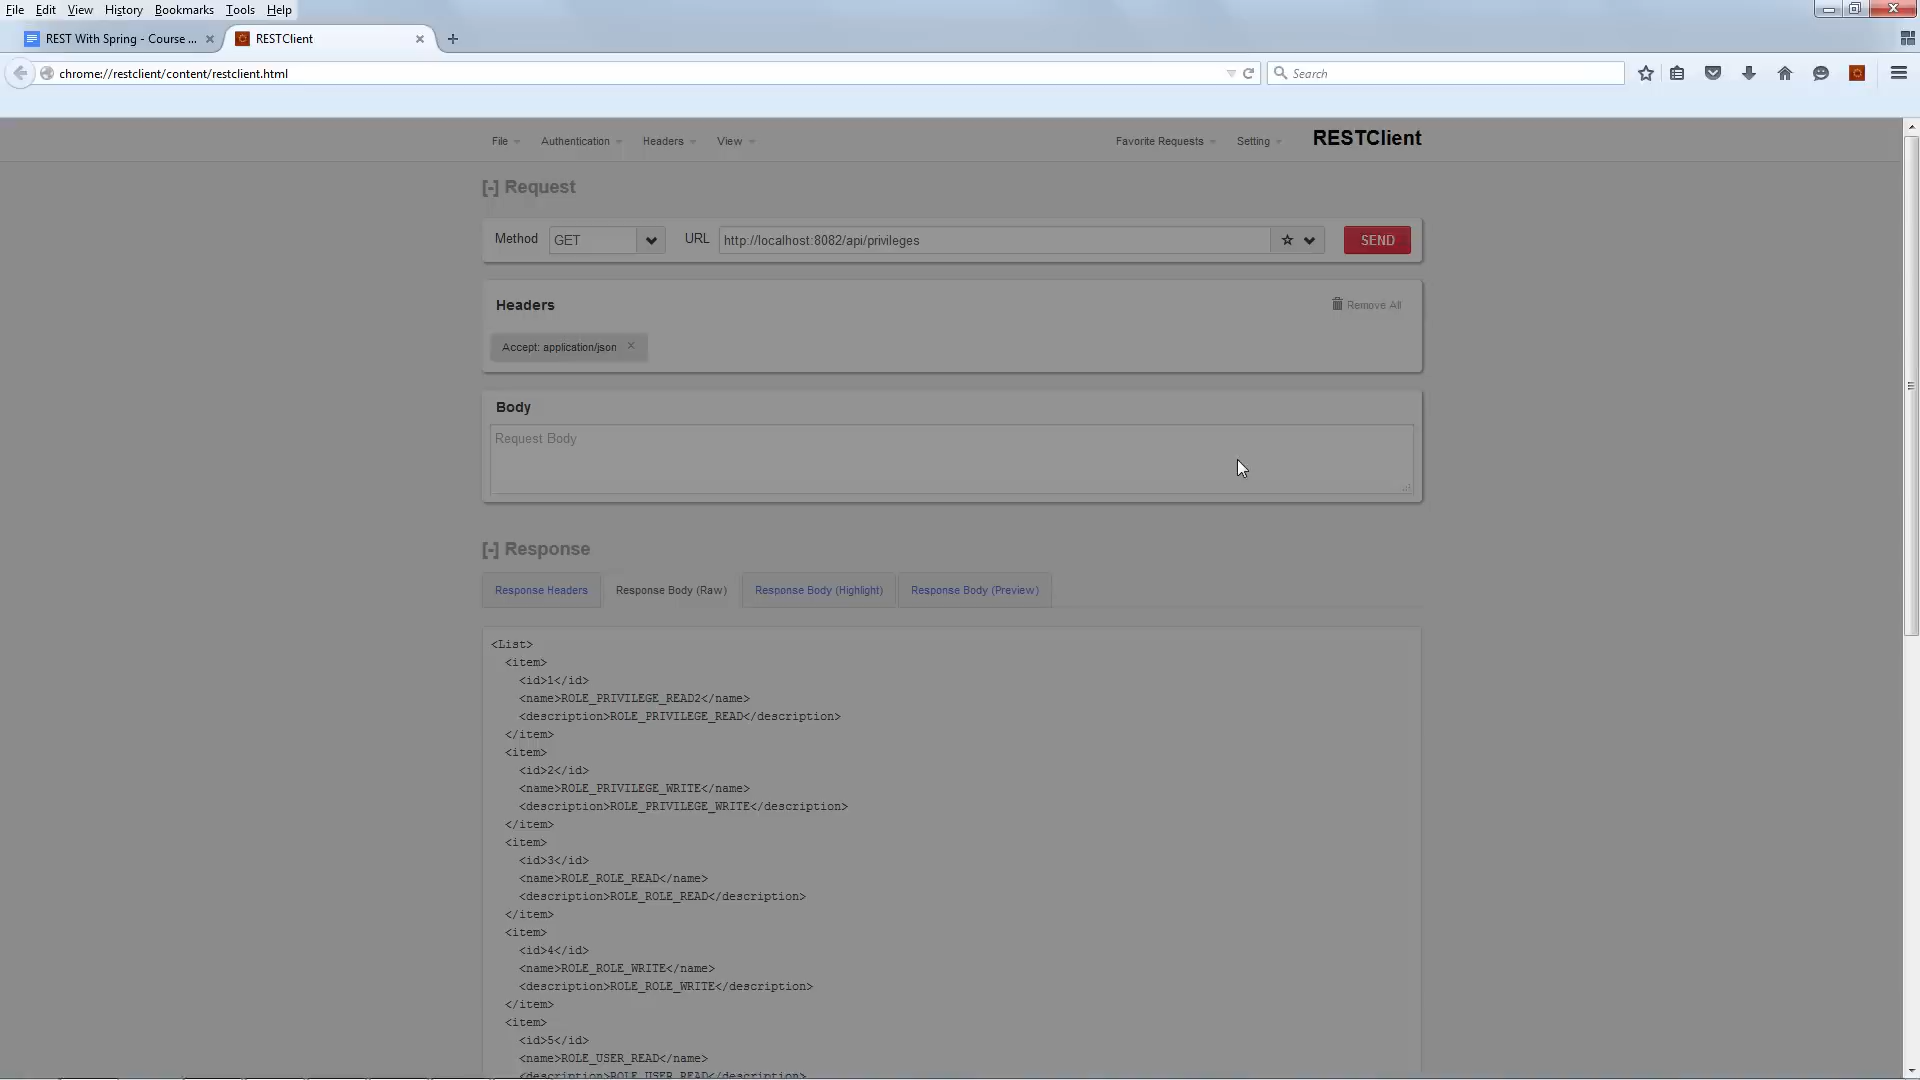 File Edit View History Bookmarks Tools Help
REST With Spring - Course ... × RESTClient ×
chrome://restclient/content/restclient.html Search
File Authentication Headers View Favorite Requests Setting RESTClient
[-] Request
Method GET URL http://localhost:8082/api/privileges SEND
Headers Remove All
Accept: application/json ×
Body
Request Body
[-] Response
Response Headers Response Body (Raw) Response Body (Highlight) Response Body (Preview)
<List>
<item>
<id>1</id>
<name>ROLE_PRIVILEGE_READ2</name>
<description>ROLE_PRIVILEGE_READ</description>
</item>
<item>
<id>2</id>
<name>ROLE_PRIVILEGE_WRITE</name>
<description>ROLE_PRIVILEGE_WRITE</description>
</item>
<item>
<id>3</id>
<name>ROLE_ROLE_READ</name>
<description>ROLE_ROLE_READ</description>
</item>
<item>
<id>4</id>
<name>ROLE_ROLE_WRITE</name>
<description>ROLE_ROLE_WRITE</description>
</item>
<item>
<id>5</id>
<name>ROLE_USER_READ</name>
<description>ROLE_USER_READ</description>